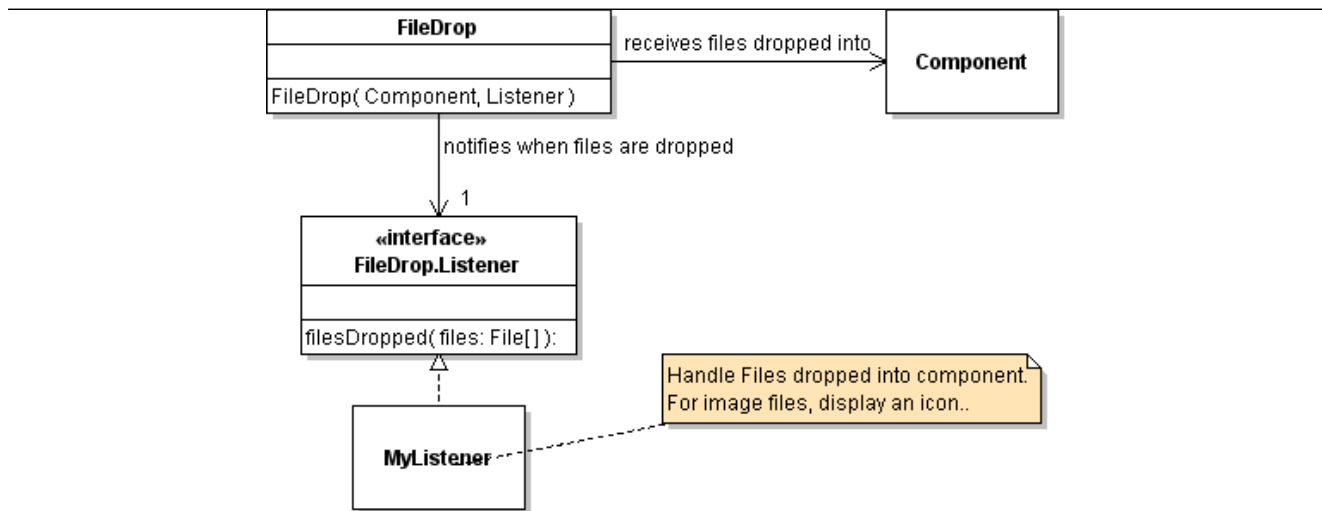 FileDrop
receives files dropped into
Component
FileDrop( Component, Listener )
notifies when files are dropped
1
«interface»
FileDrop.Listener
filesDropped( files: File[] ):
Handle Files dropped into component.
For image files, display an icon..
MyListener